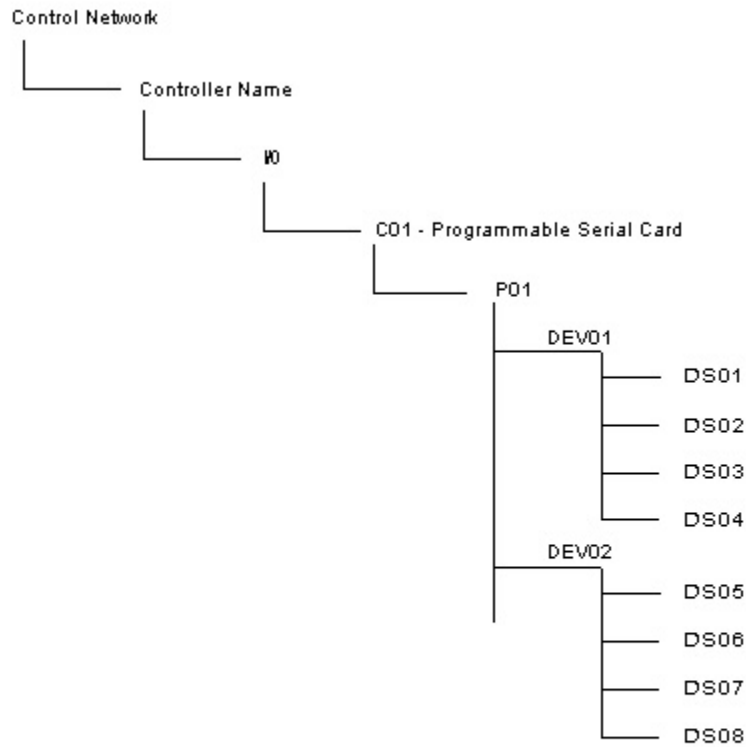 Control Network
Controller Name
I/O
C01 - Programmable Serial Card
P01
DEV01
DS01
DS02
DS03
DS04
DEV02
DS05
DS06
DS07
DS08